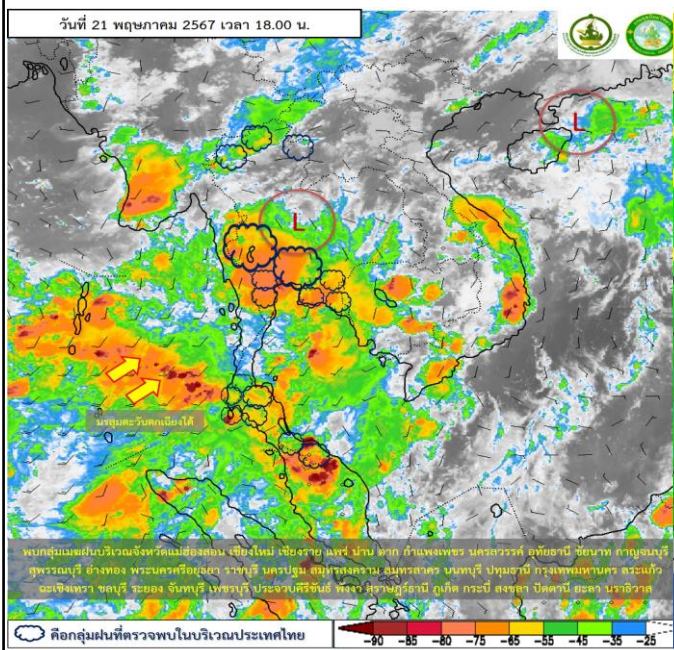 วันที่ 21 พฤษภาคม 2567 เวลา 18.00 น.
L
L
มรสุมตะวันตกเฉียงใต้
พบกลุ่มเมฆฝนบริเวณจังหวัดแม่ฮ่องสอน เชียงใหม่ เชียงราย แพร่ น่าน ตาก กำแพงเพชร นครสวรรค์ อุทัยธานี ชัยนาท กาญจนบุรี
สุพรรณบุรี อ่างทอง พระนครศรีอยุธยา ราชบุรี นครปฐม สมุทรสงคราม สมุทรสาคร นนทบุรี ปทุมธานี กรุงเทพมหานคร สระแก้ว
ฉะเชิงเทรา ชลบุรี ระยอง จันทบุรี เพชรบุรี ประจวบคีรีขันธ์ พังงา สุราษฎร์ธานี ภูเก็ต กระบี่ สงขลา ปัตตานี ยะลา นราธิวาส
คือกลุ่มฝนที่ตรวจพบในบริเวณประเทศไทย
-90 -85 -80 -75 -65 -55 -45 -35 -25